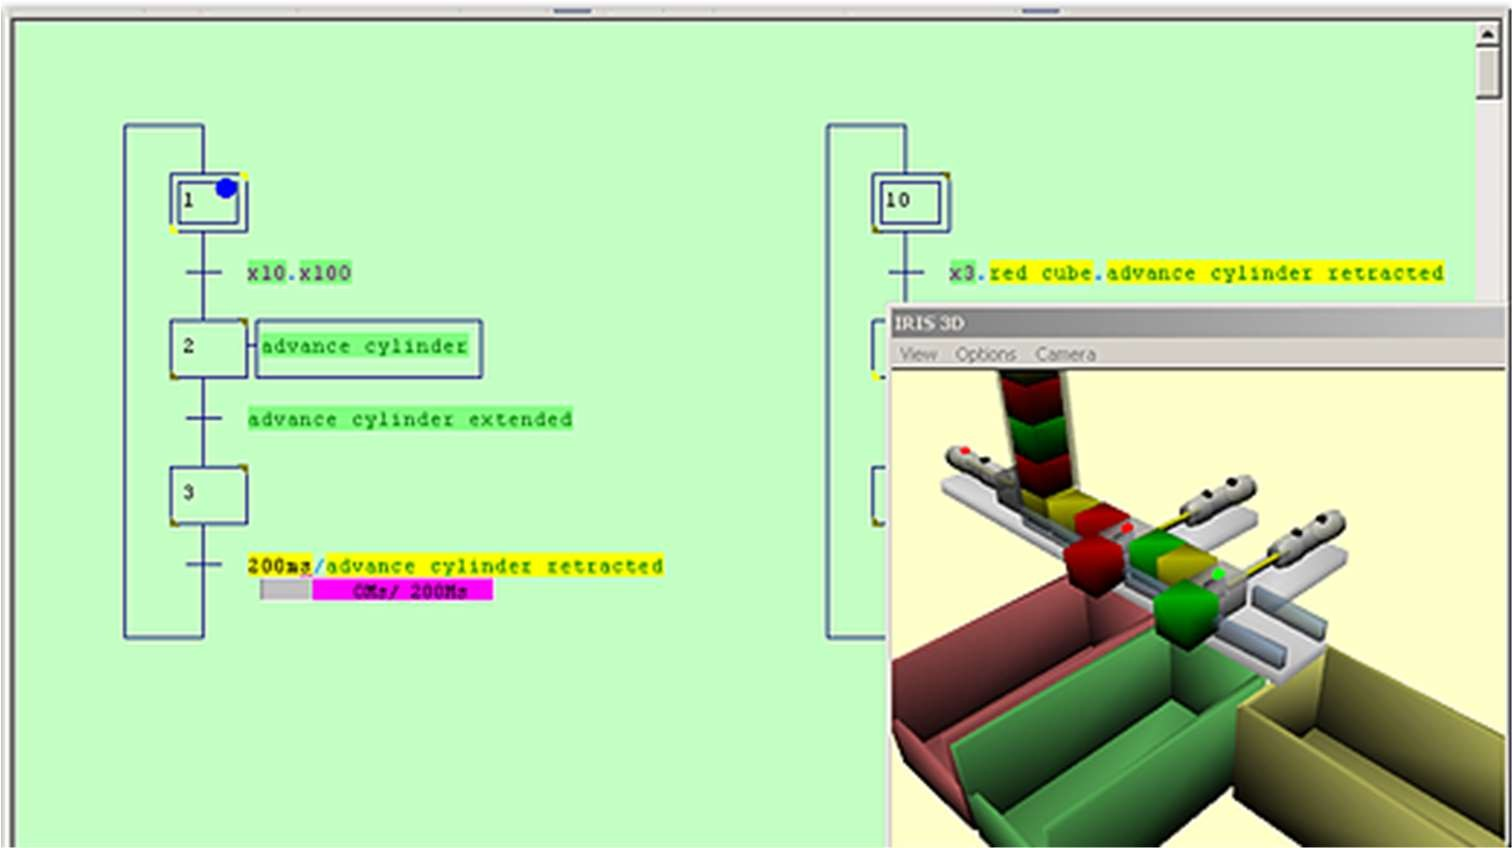 1
10
x10.x100
x3.red cube.advance cylinder retracted
2
advance cylinder
IRIS 3D
View Options Camera
advance cylinder extended
3
200ms/advance cylinder retracted
0Ms/ 200Ms